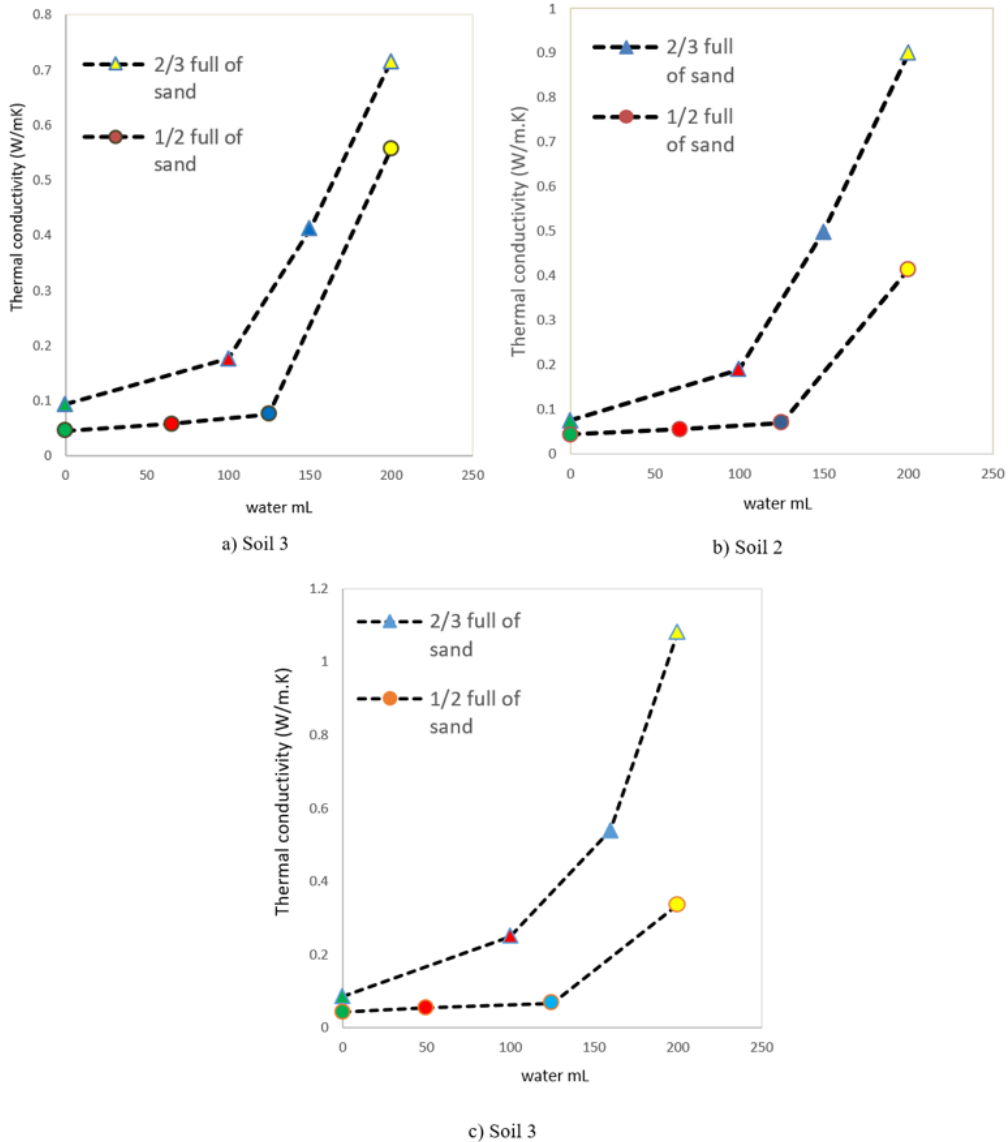 0.8
0.7
0.6
0.5
0.4
0.3
0.2
0.1
0
Thermal conductivity (W/mK)
2/3 full of
sand
1/2 full of
sand
0 50 100 150 200 250
water mL
a) Soil 3
1
0.9
0.8
0.7
0.6
0.5
0.4
0.3
0.2
0.1
0
Thermal conductivity (W/m.K)
2/3 full
of sand
1/2 full
of sand
0 50 100 150 200 250
water mL
b) Soil 2
1.2
1
0.8
0.6
0.4
0.2
0
Thermal conductivity (W/m.K)
2/3 full of
sand
1/2 full of
sand
0 50 100 150 200 250
water mL
c) Soil 3